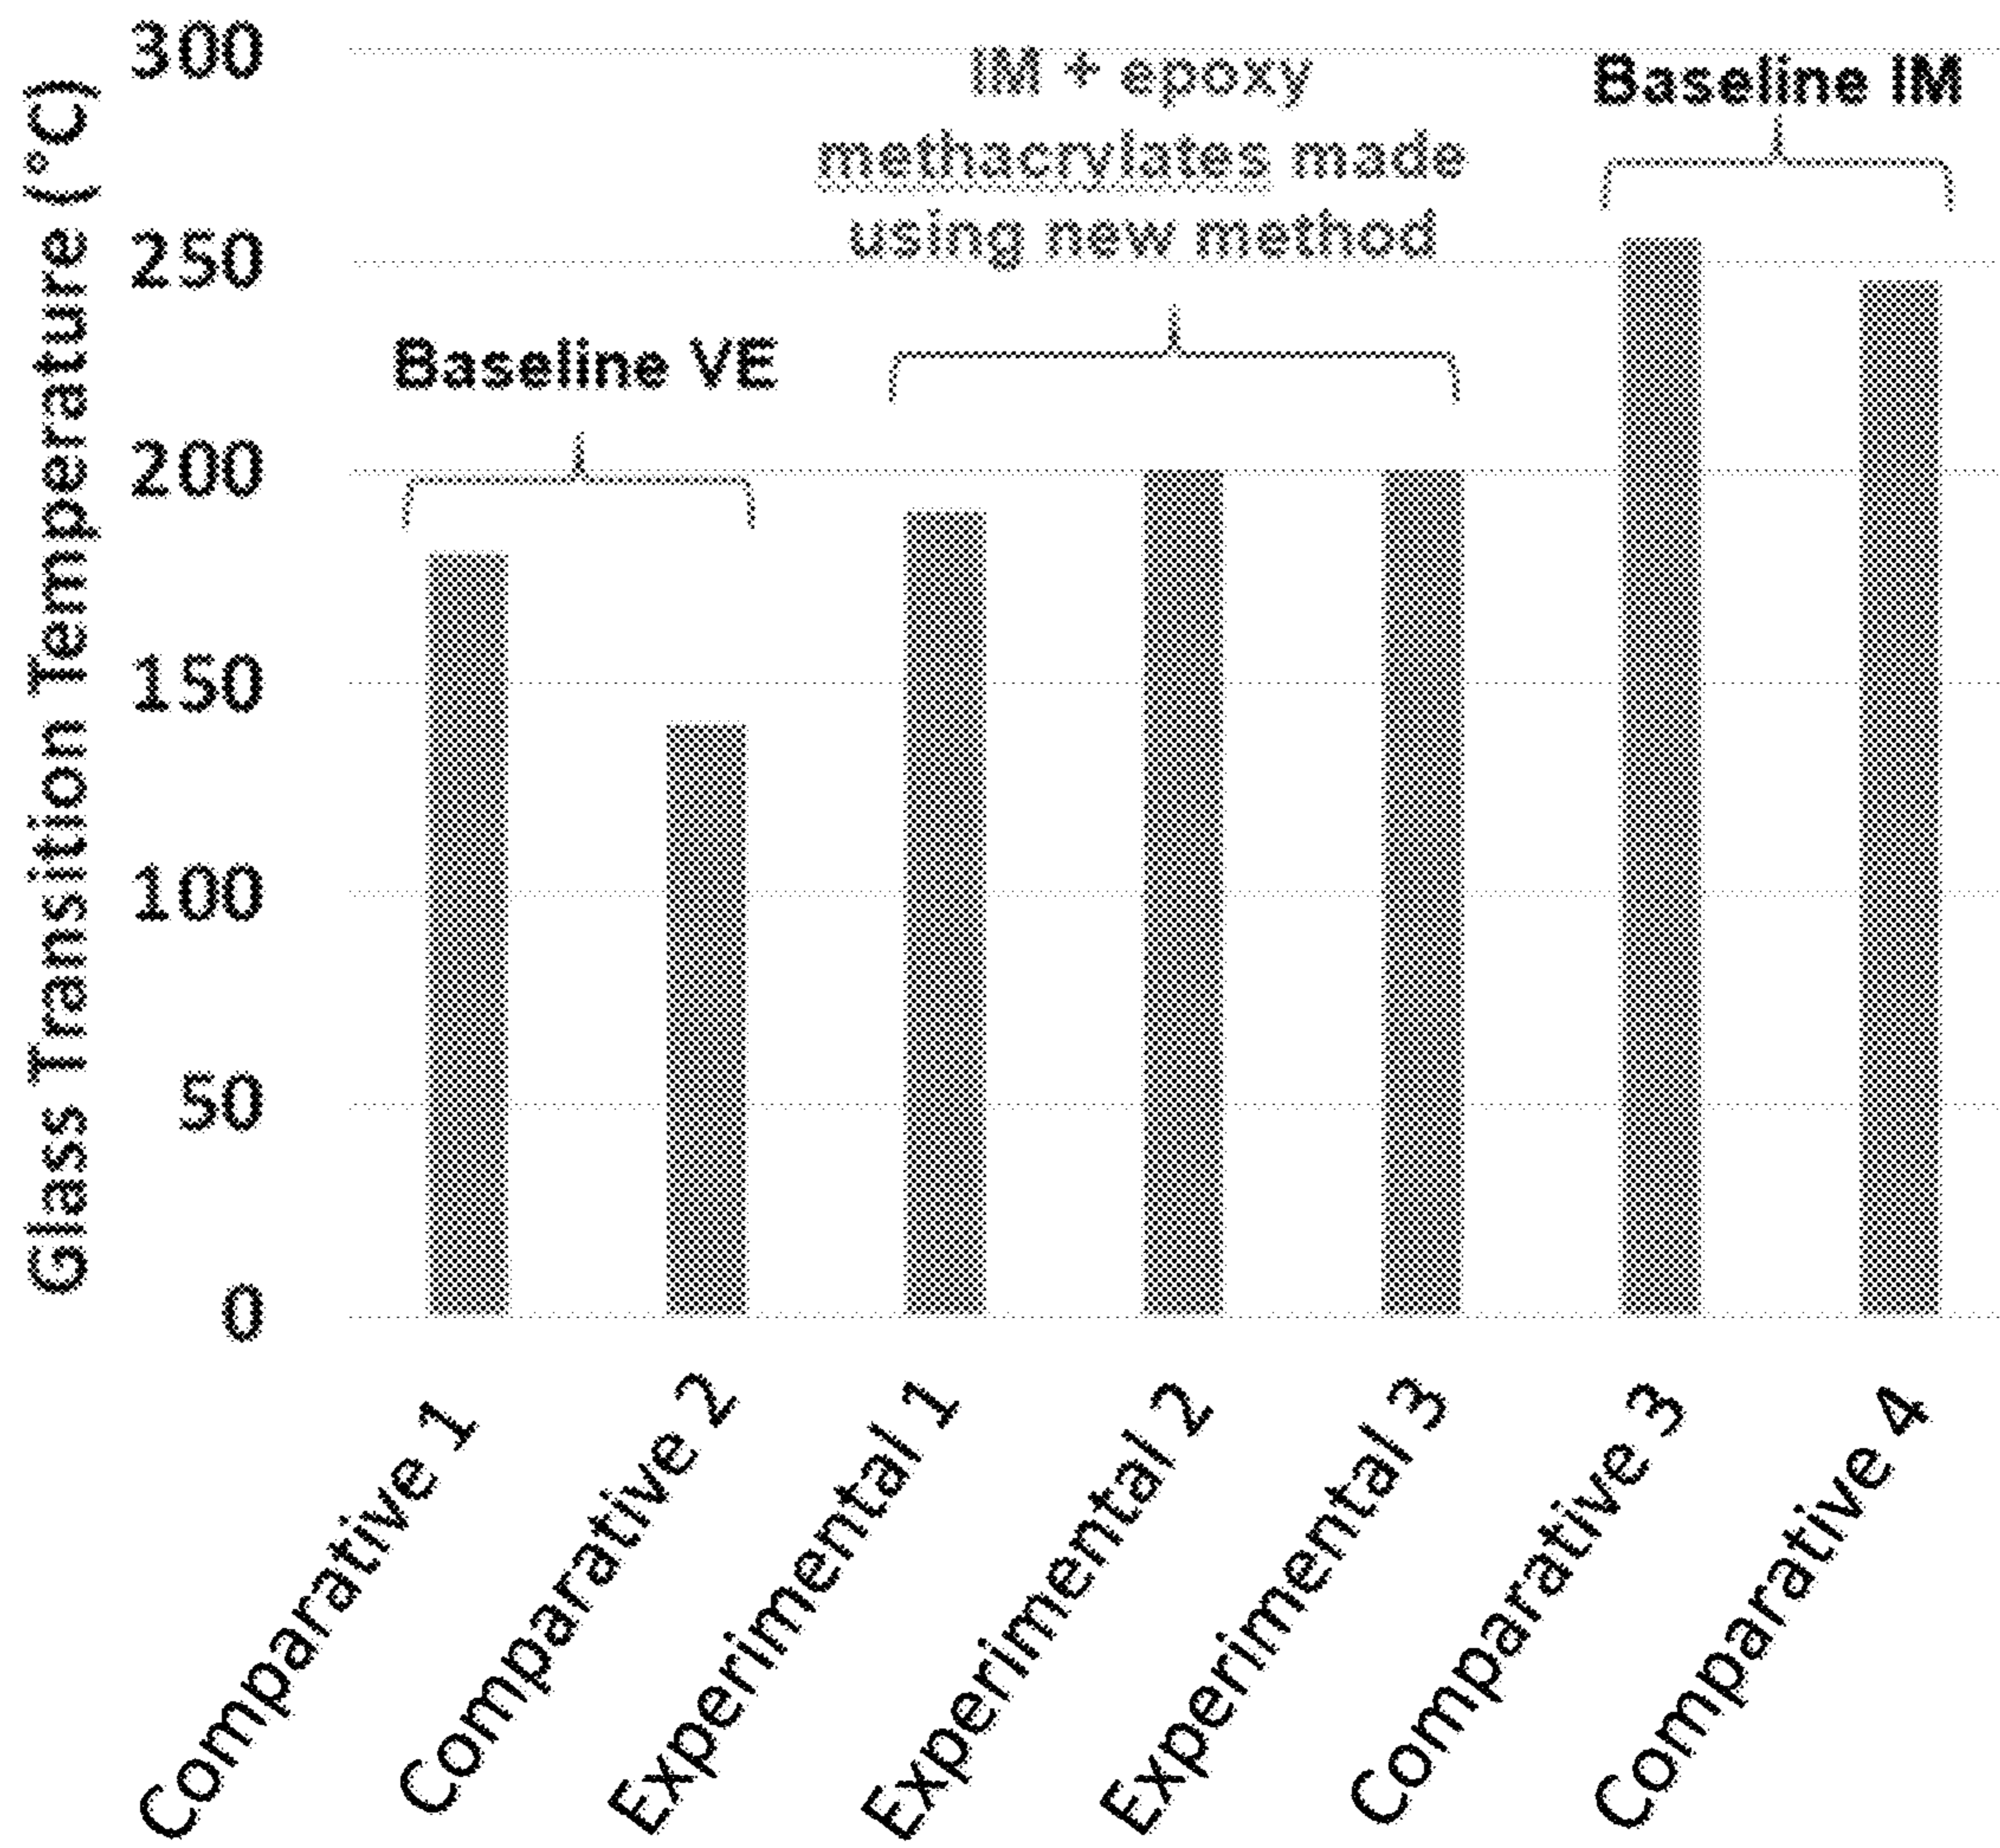 Glass Transition Temperature (°C)
300
250
200
150
100
50
0
Baseline VE
IM + epoxy
methacrylates made
using new method
Baseline IM
Comparative 1
Comparative 2
Experimental 1
Experimental 2
Experimental 3
Comparative 3
Comparative 4